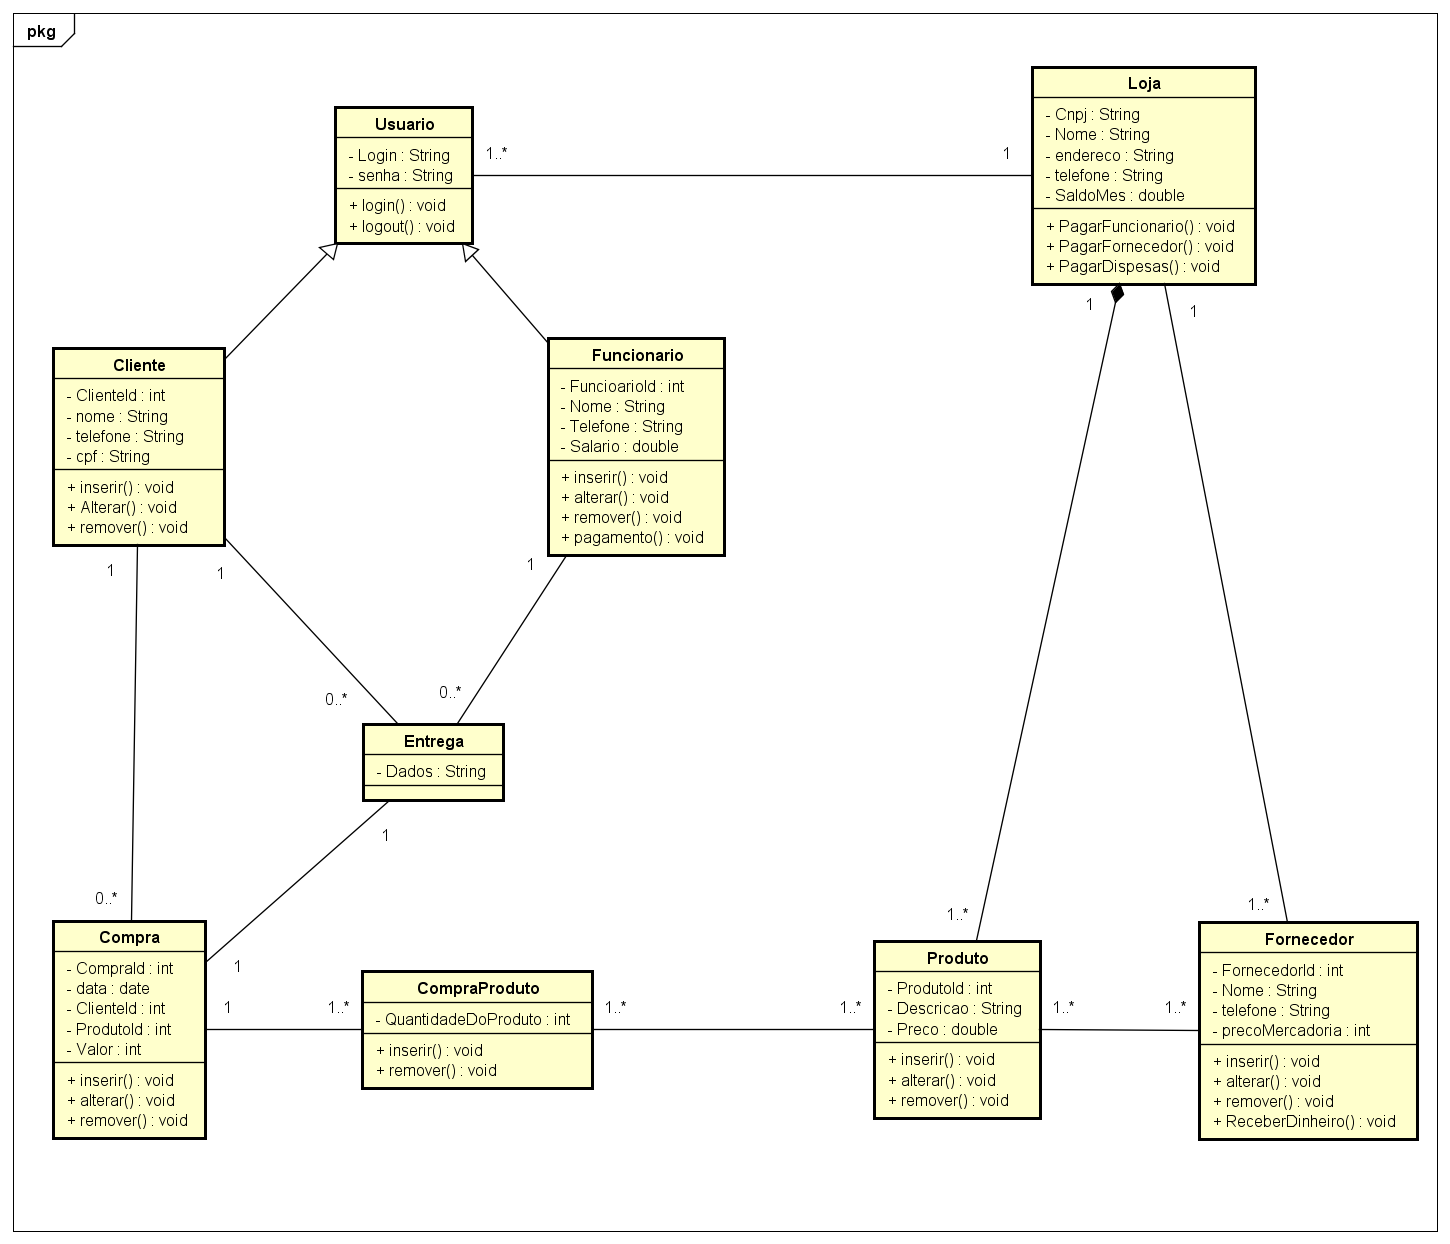 pkg
Usuario
- Login : String
- senha : String
+ login() : void
+ logout() : void
1..*
1
Loja
- Cnpj : String
- Nome : String
- endereco : String
- telefone : String
- SaldoMes : double
+ PagarFuncionario() : void
+ PagarFornecedor() : void
+ PagarDispesas() : void
1
1
Cliente
- ClienteId : int
- nome : String
- telefone : String
- cpf : String
+ inserir() : void
+ Alterar() : void
+ remover() : void
1
1
Funcionario
- FuncioarioId : int
- Nome : String
- Telefone : String
- Salario : double
+ inserir() : void
+ alterar() : void
+ remover() : void
+ pagamento() : void
1
0..*
0..*
Entrega
- Dados : String
1
0..*
1
Compra
- CompraId : int
- data : date
- ClienteId : int
- ProdutoId : int
- Valor : int
+ inserir() : void
+ alterar() : void
+ remover() : void
1
1..*
CompraProduto
- QuantidadeDoProduto : int
+ inserir() : void
+ remover() : void
1..*
1..*
1..*
Produto
- ProdutoId : int
- Descricao : String
- Preco : double
+ inserir() : void
+ alterar() : void
+ remover() : void
1..*
1..*
1..*
Fornecedor
- FornecedorId : int
- Nome : String
- telefone : String
- precoMercadoria : int
+ inserir() : void
+ alterar() : void
+ remover() : void
+ ReceberDinheiro() : void